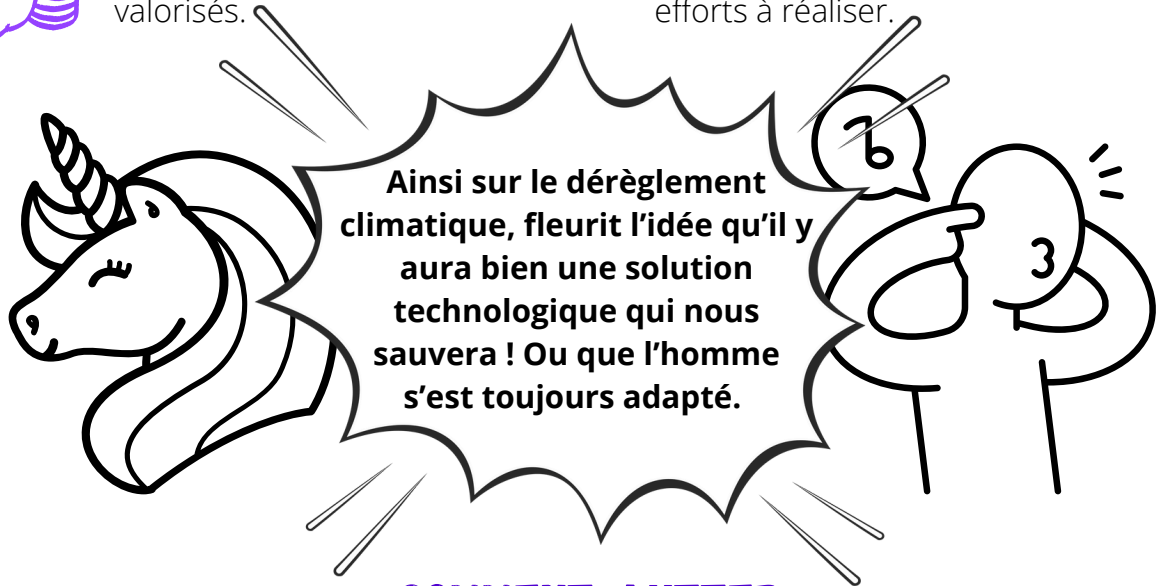 valorisés.
efforts à réaliser.
Ainsi sur le dérèglement
climatique, fleurit l’idée qu’il y
aura bien une solution
technologique qui nous
sauvera ! Ou que l’homme
s’est toujours adapté.